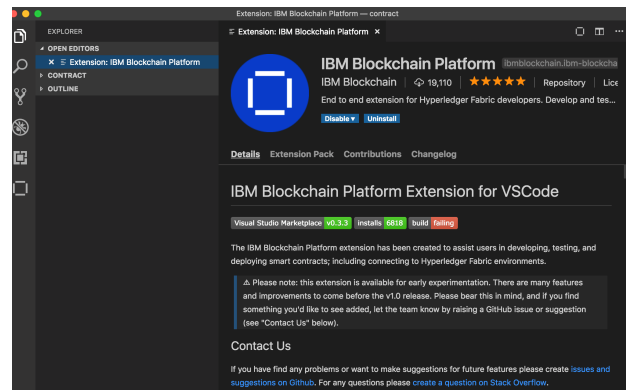 Extension: IBM Blockchain Platform — contract
EXPLORER
OPEN EDITORS
Extension: IBM Blockchain Platform
CONTRACT
OUTLINE
Extension: IBM Blockchain Platform
IBM Blockchain Platform ibmblockchain.ibm-blockcha
IBM Blockchain 19,110 ★★★★★ Repository Lice
End to end extension for Hyperledger Fabric developers. Develop and tes...
Disable Uninstall
Details Extension Pack Contributions Changelog
IBM Blockchain Platform Extension for VSCode
Visual Studio Marketplace v0.3.3 installs 6818 build failing
The IBM Blockchain Platform extension has been created to assist users in developing, testing, and
deploying smart contracts; including connecting to Hyperledger Fabric environments.
⚠ Please note: this extension is available for early experimentation. There are many features
and improvements to come before the v1.0 release. Please bear this in mind, and if you find
something you'd like to see added, let the team know by raising a GitHub issue or suggestion
(see "Contact Us" below).
Contact Us
If you have find any problems or want to make suggestions for future features please create issues and
suggestions on Github. For any questions please create a question on Stack Overflow.